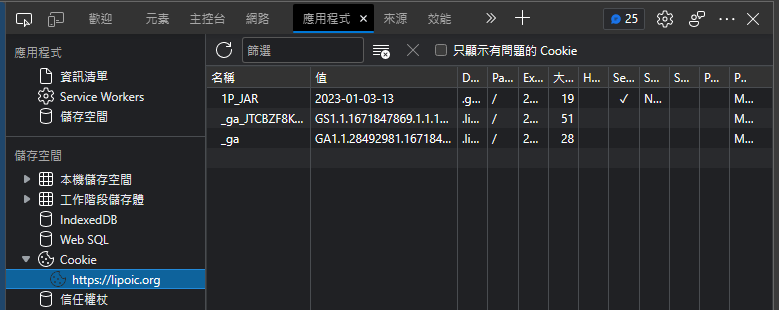 歡迎 元素 主控台 網路 應用程式 × 來源 效能 » + 25
應用程式
資訊清單
Service Workers
儲存空間
儲存空間
本機儲存空間
工作階段儲存體
IndexedDB
Web SQL
Cookie
https://lipoic.org
信任權杖
篩選 只顯示有問題的 Cookie
名稱 值 D... Pa... Ex... 大... H... Se... S... S... P... P..
1P_JAR 2023-01-03-13 .g... / 2... 19 ✓ N... M...
_ga_JTCBZF8K... GS1.1.1671847869.1.1.1... .li... / 2... 51 M...
_ga GA1.1.28492981.167184... .li... / 2... 28 M...